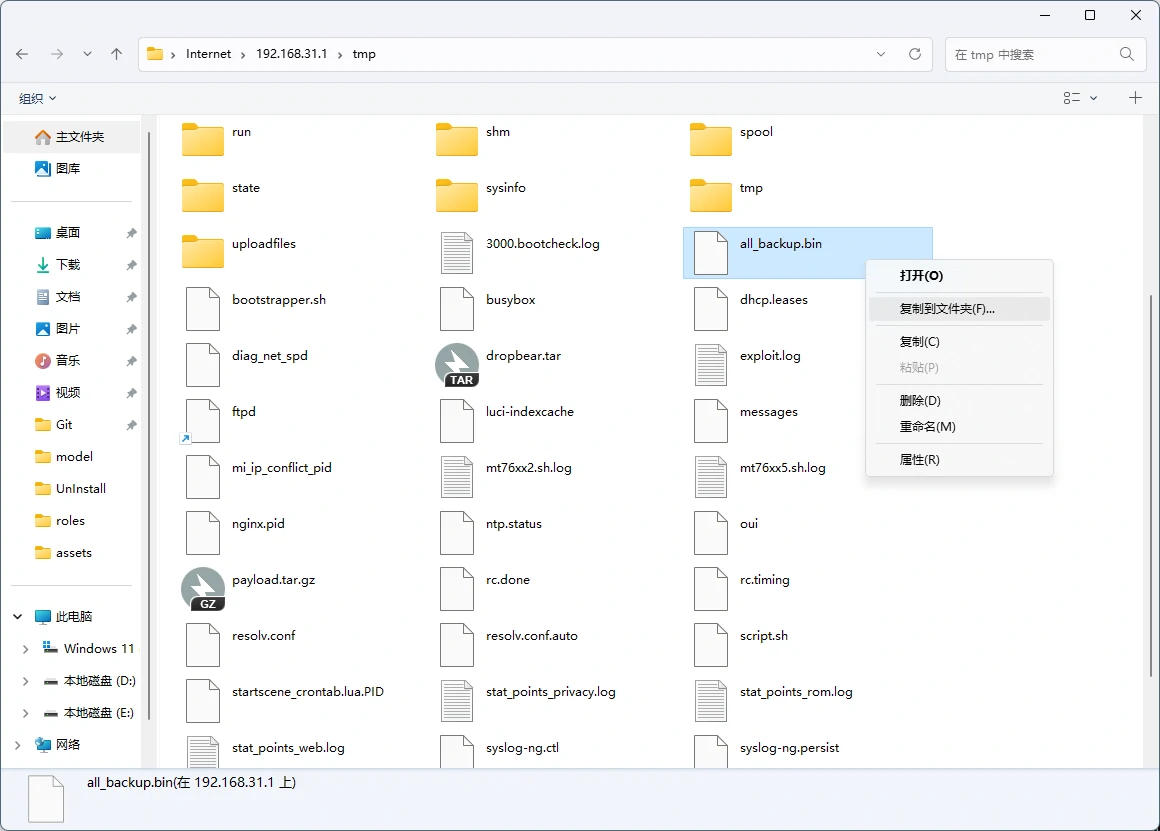 Internet
192.168.31.1
tmp
在 tmp 中搜索
组织
主文件夹
图库
桌面
下载
文档
图片
音乐
视频
Git
model
UnInstall
roles
assets
此电脑
Windows 11
本地磁盘 (D:)
本地磁盘 (E:)
网络
run
shm
spool
state
sysinfo
tmp
uploadfiles
3000.bootcheck.log
all_backup.bin
bootstrapper.sh
busybox
dhcp.leases
diag_net_spd
dropbear.tar
TAR
exploit.log
ftpd
luci-indexcache
messages
mi_ip_conflict_pid
mt76xx2.sh.log
mt76xx5.sh.log
nginx.pid
ntp.status
oui
payload.tar.gz
GZ
rc.done
rc.timing
resolv.conf
resolv.conf.auto
script.sh
startscene_crontab.lua.PID
stat_points_privacy.log
stat_points_rom.log
stat_points_web.log
syslog-ng.ctl
syslog-ng.persist
打开(O)
复制到文件夹(F)...
复制(C)
粘贴(P)
删除(D)
重命名(M)
属性(R)
all_backup.bin(在 192.168.31.1 上)